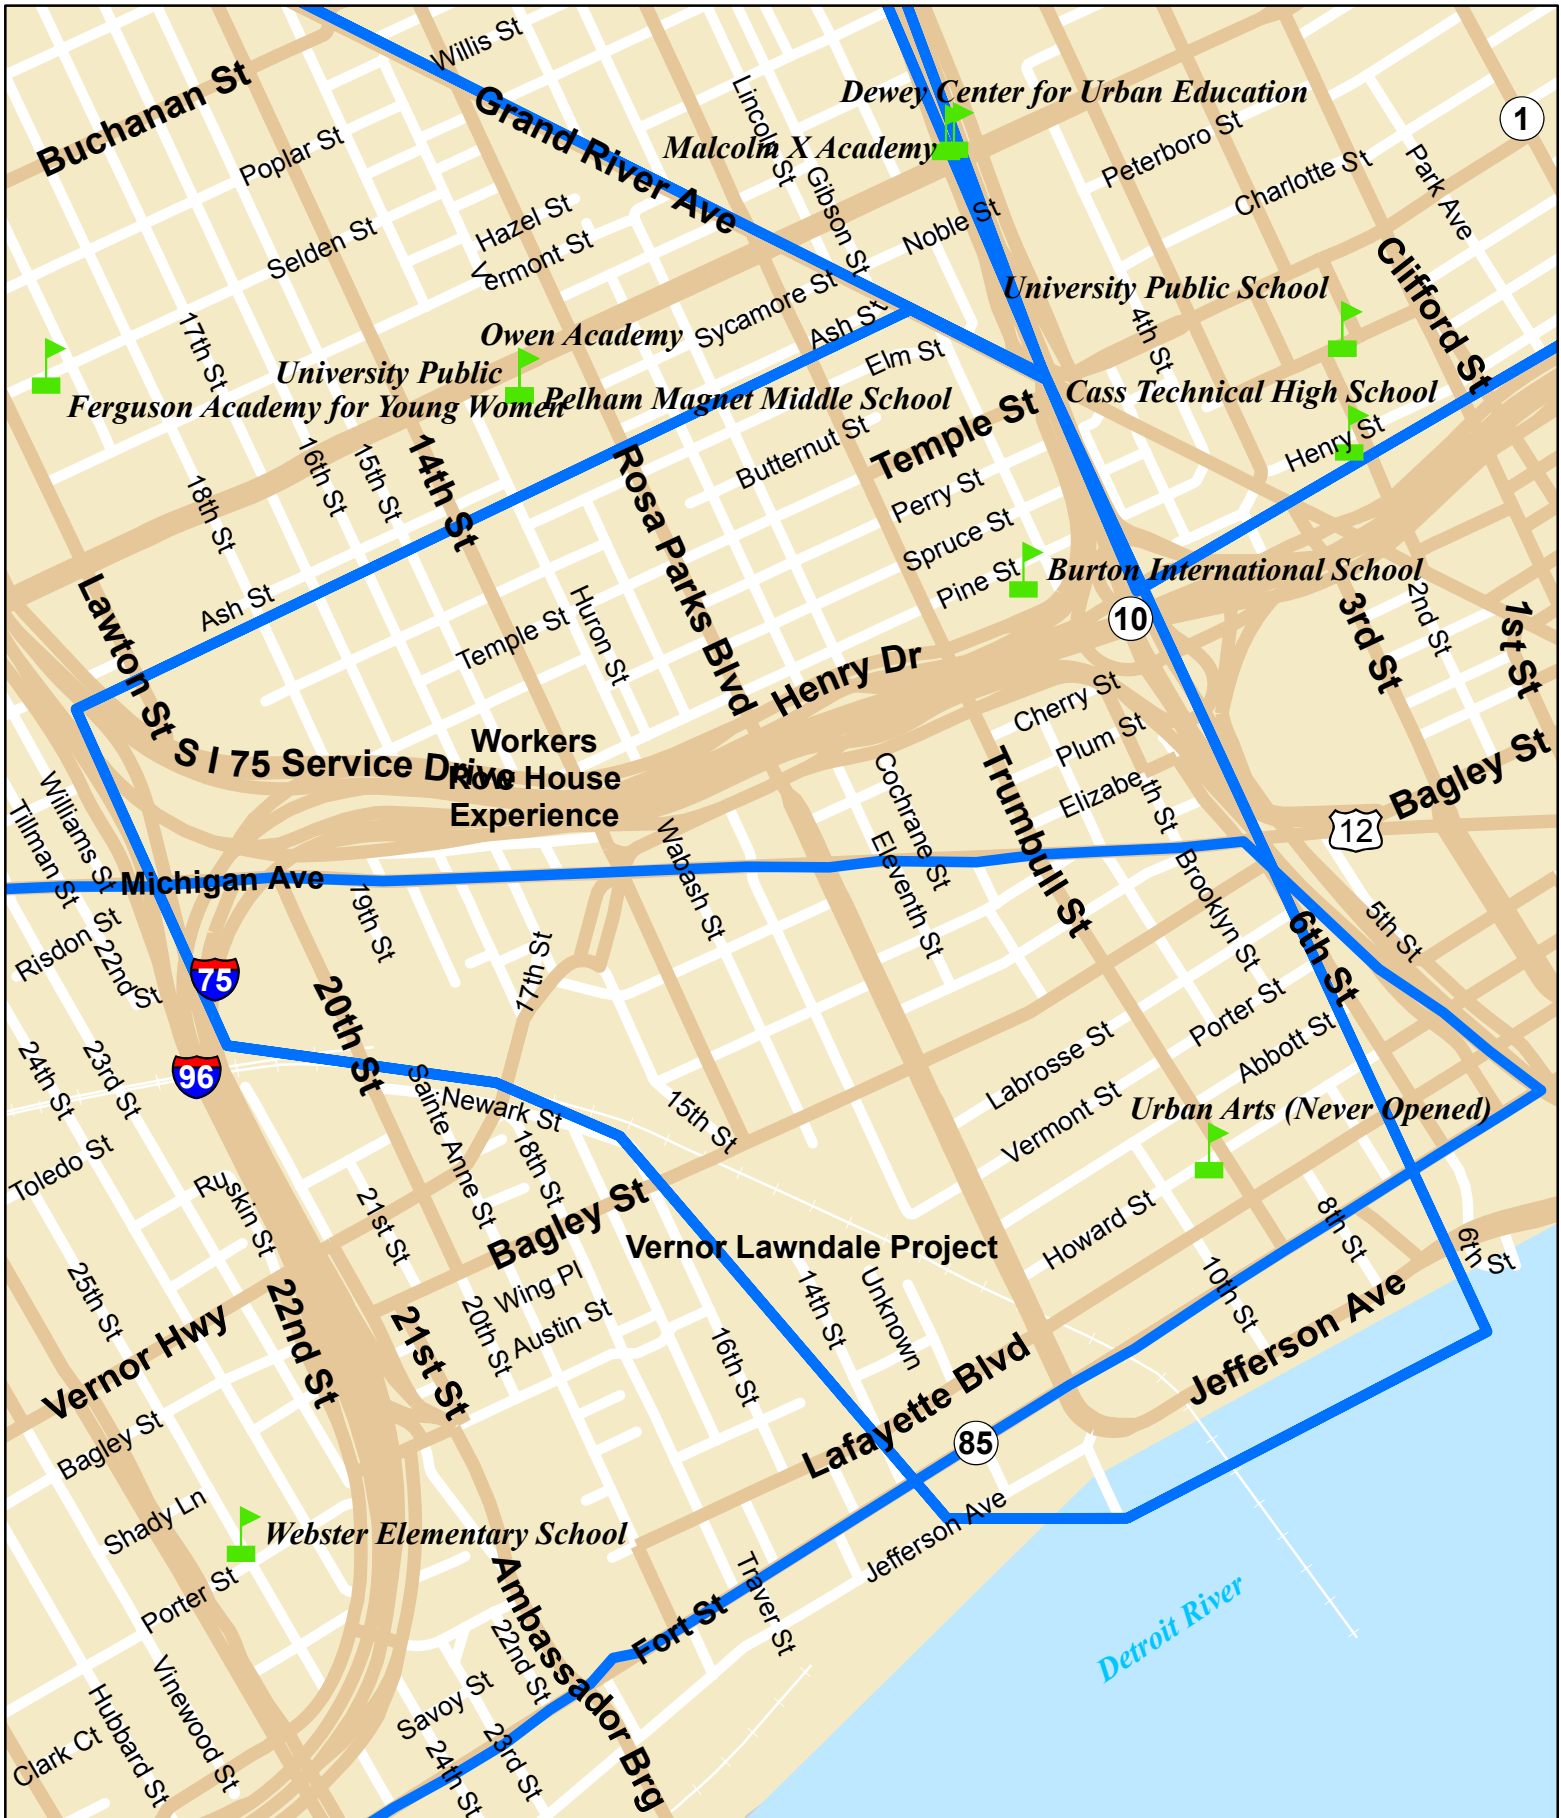 Willis St
Buchanan St
Grand River Ave
Lincoln St
Dewey Center for Urban Education
1
Poplar St
Malcolm X Academy
Peterboro St
Charlotte St
Park Ave
Gibson St
Hazel St
Noble St
Selden St
Vermont St
Clifford St
University Public School
Sycamore St
Ash St
4th St
17th St
Owen Academy
Elm St
University Public
Ferguson Academy for Young Women
Pelham Magnet Middle School
Cass Technical High School
Temple St
Henry St
Butternut St
14th St
15th St
16th St
18th St
Rosa Parks Blvd
Perry St
Spruce St
Pine St
Burton International School
Lawton St
Ash St
Huron St
Temple St
10
3rd St
2nd St
1st St
Henry Dr
Cherry St
Plum St
Elizabe
th St
S I 75 Service Drive
Workers
Row House
Experience
Trumbull St
Cochrane St
Bagley St
12
Williams St
Tillman St
Wabash St
Eleventh St
Brooklyn St
Michigan Ave
19th St
5th St
6th St
Risdon St
22nd St
17th St
75
20th St
Porter St
Abbott St
Labrosse St
24th St
23rd St
96
Sainte Anne St
Newark St
15th St
Vermont St
Urban Arts (Never Opened)
18th St
Toledo St
Ruskin St
21st St
Bagley St
Howard St
8th St
6th St
Vernor Lawndale Project
25th St
Wing Pl
20th St
Austin St
14th St
Unknown
10th St
Jefferson Ave
Vernor Hwy
22nd St
21st St
16th St
Lafayette Blvd
85
Bagley St
Shady Ln
Webster Elementary School
Jefferson Ave
Porter St
Ambassador Brg
Traver St
Fort St
Detroit River
22nd St
Vinewood St
Hubbard St
Savoy St
Clark Ct
23rd St
24th St